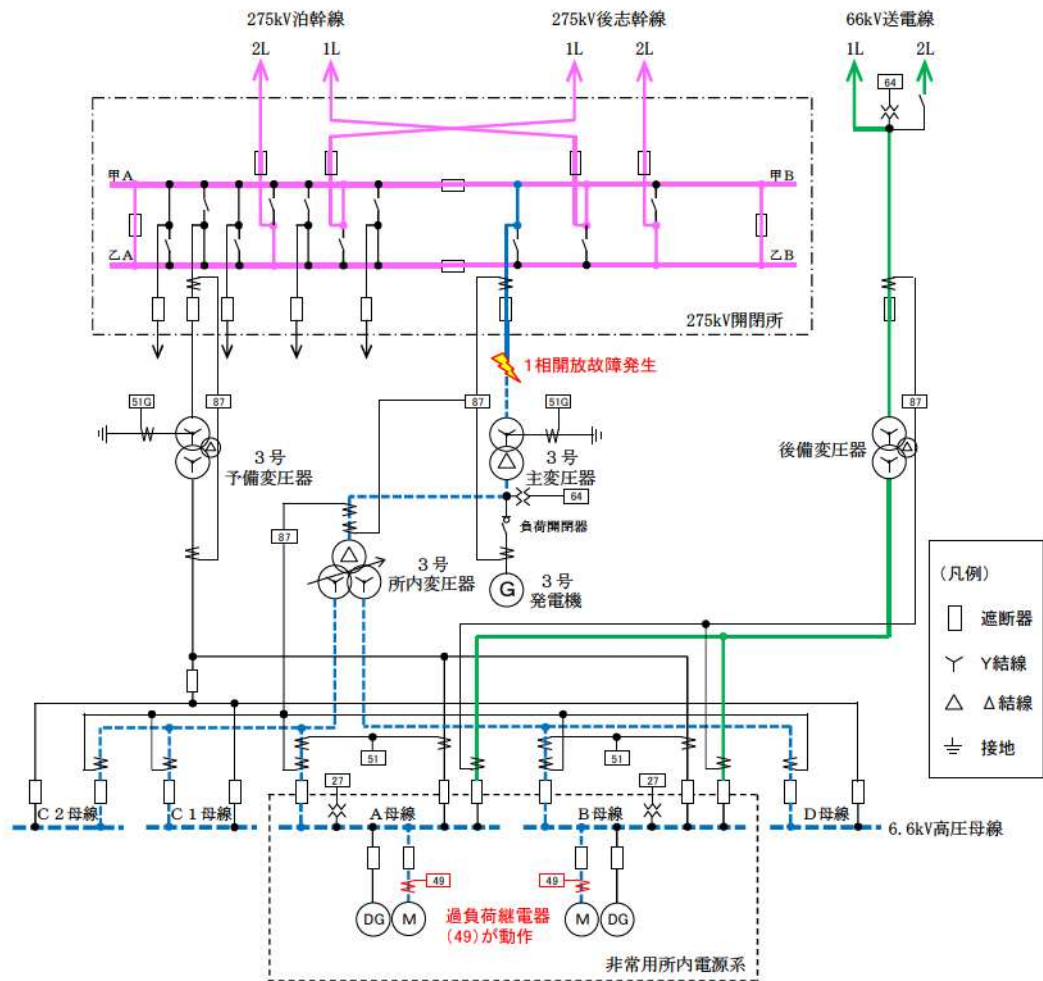 275kV泊幹線 275kV後志幹線 66kV送電線
2L 1L 1L 2L 1L 2L
64
甲A 甲B
乙A 乙B
275kV開閉所
1相開放故障発生
51G 87 87 51G 87
3号
予備変圧器
3号
主変圧器
後備変圧器
64
87
負荷開閉器
3号
所内変圧器
G
3号
発電機
(凡例)
遮断器
Y結線
Δ結線
接地
51 51
27 27
C2母線 C1母線 A母線 B母線 D母線
6.6kV高圧母線
49 49
DG M M DG
過負荷継電器
(49)が動作
非常用所内電源系